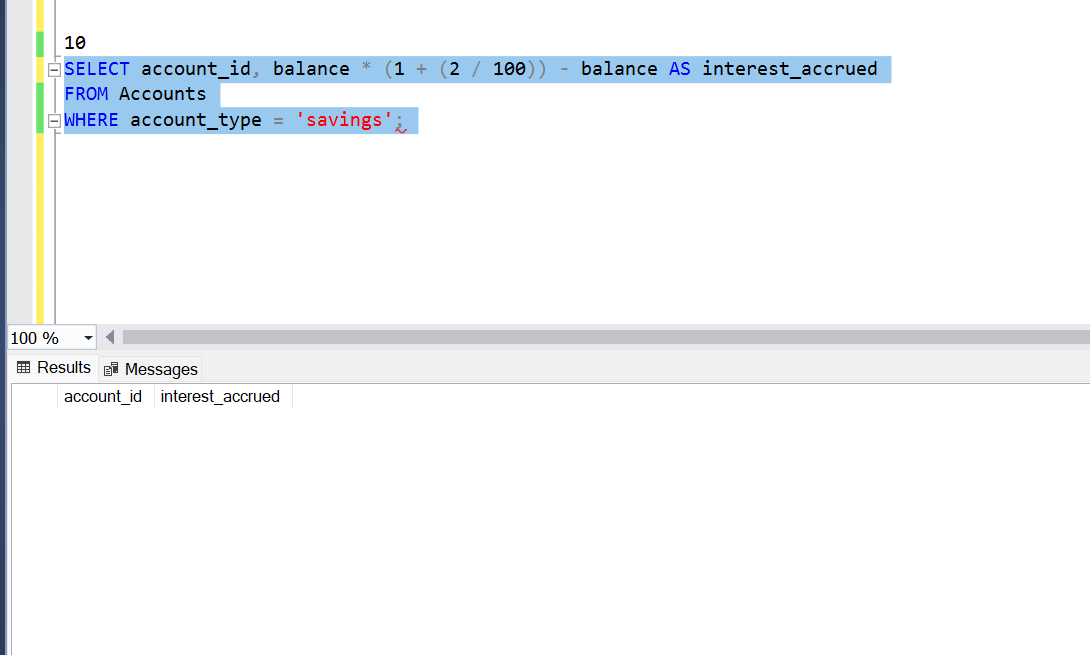 10
SELECT account_id, balance * (1 + (2 / 100)) - balance AS interest_accrued
FROM Accounts
WHERE account_type = 'savings';
100 %
Results Messages
account_id interest_accrued